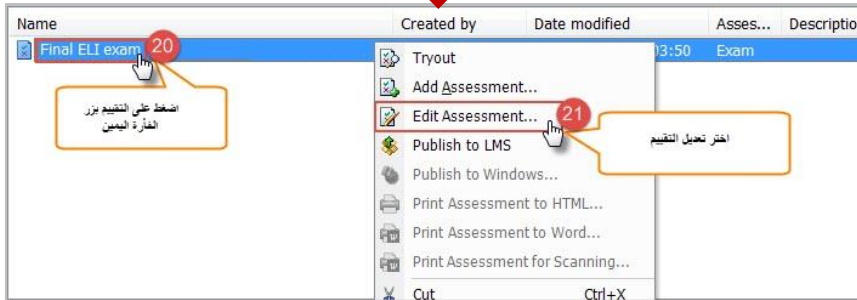 Name Created by Date modified Asses... Descriptio
Final ELI exam 20 03:50 Exam
Tryout
Add Assessment...
Edit Assessment... 21
Publish to LMS
Publish to Windows...
Print Assessment to HTML...
Print Assessment to Word...
Print Assessment for Scanning...
Cut Ctrl+X
اضغط على التقييم بزر
الفأرة اليمين
اختر تعديل التقييم